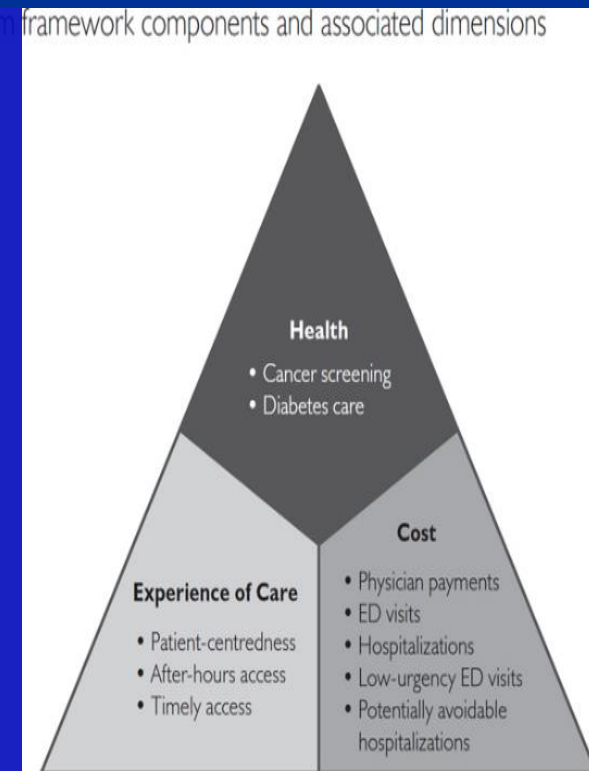 framework components and associated dimensions
Health
• Cancer screening
• Diabetes care
Experience of Care
• Patient-centredness
• After-hours access
• Timely access
Cost
• Physician payments
• ED visits
• Hospitalizations
• Low-urgency ED visits
• Potentially avoidable
hospitalizations